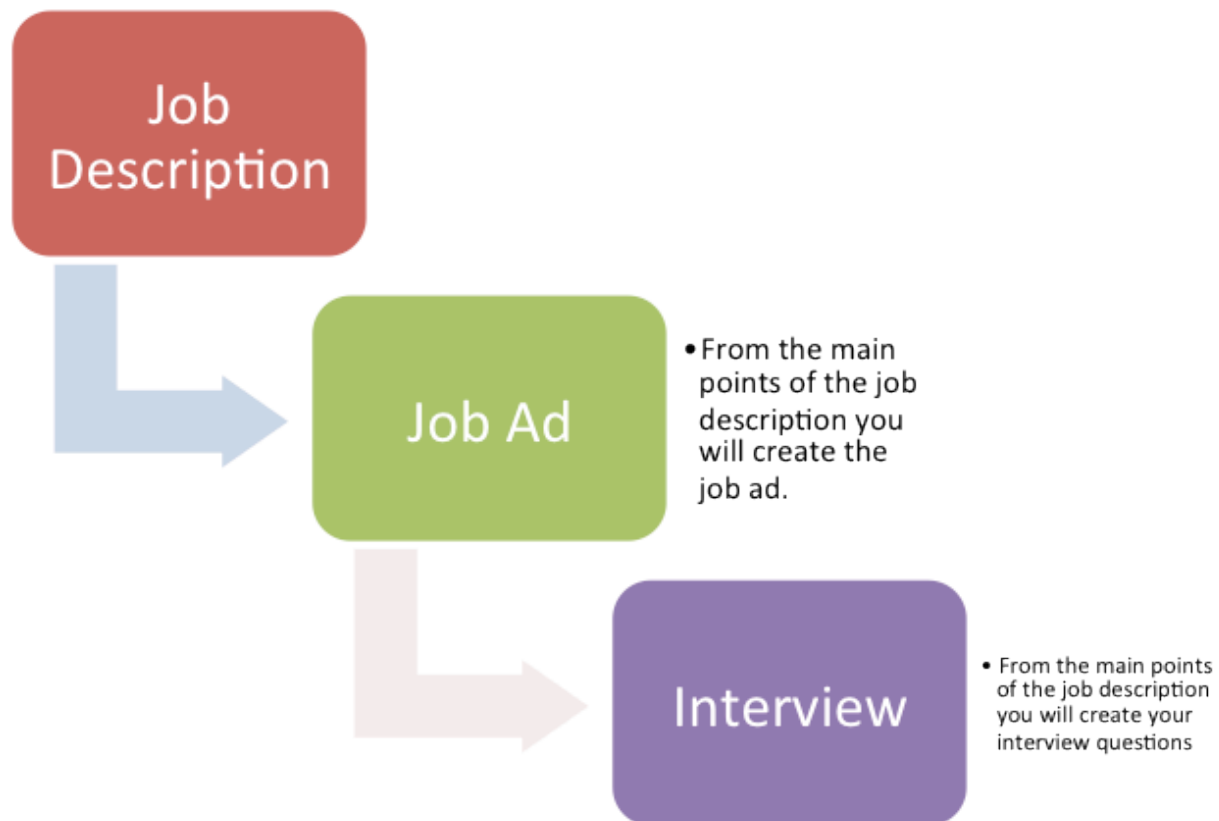 Job
Description
Job Ad
• From the main
points of the job
description you
will create the
job ad.
Interview
• From the main points
of the job description
you will create your
interview questions